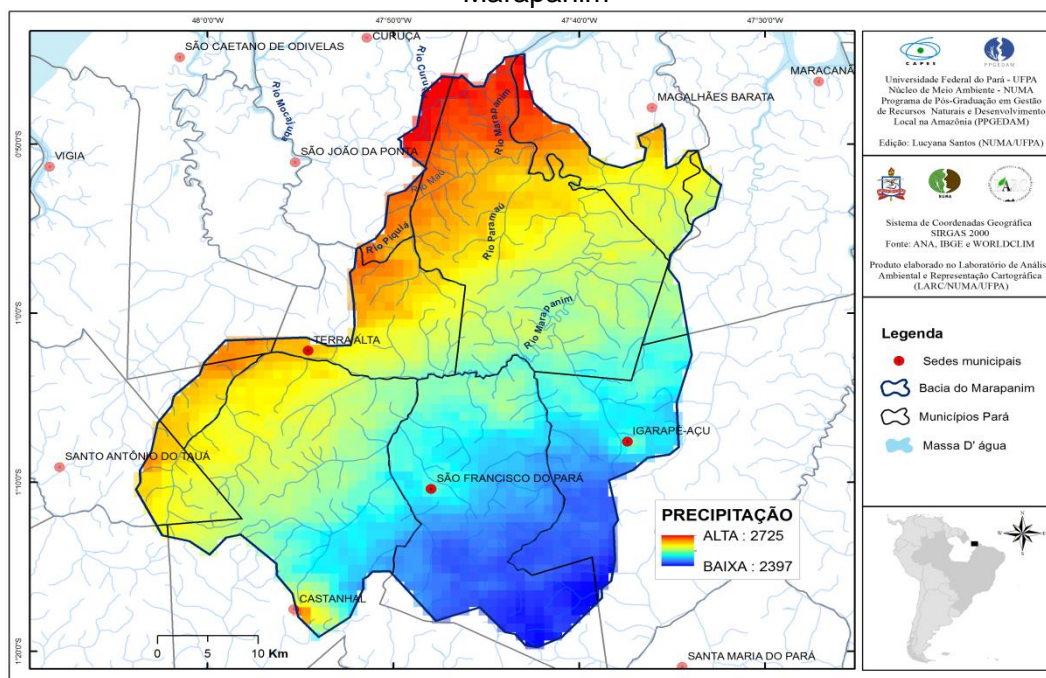 Marapanim
48°0'0"W
47°50'0"W
47°40'0"W
47°30'0"W
SÃO CAETANO DE ODIVELAS
CURUÇA
MARACANÃ
MAGALHÃES BARATA
Rio Mocajuba
Rio Marapanim
0°50'0"S
VIGIA
SÃO JOÃO DA PONTA
Rio Maú
Rio Piquia
Rio Paramaú
1°0'0"S
Rio Marapanim
TERRA ALTA
IGARAPÉ-AÇU
SANTO ANTÔNIO DO TAUÁ
SÃO FRANCISCO DO PARÁ
1°10'0"S
PRECIPITAÇÃO
ALTA : 2725
BAIXA : 2397
CASTANHAL
0 5 10 Km
1°20'0"S
SANTA MARIA DO PARÁ
CAPES
PPGEDAM
Universidade Federal do Pará - UFPA
Núcleo de Meio Ambiente - NUMA
Programa de Pós-Graduação em Gestão
de Recursos Naturais e Desenvolvimento
Local na Amazônia (PPGEDAM)
Edição: Lucyana Santos (NUMA/UFPA)
NUMA
Sistema de Coordenadas Geográfica
SIRGAS 2000
Fonte: ANA, IBGE e WORLDCLIM
Produto elaborado no Laboratório de Anális
Ambiental e Representação Cartográfica
(LARC/NUMA/UFPA)
Legenda
Sedes municipais
Bacia do Marapanim
Municípios Pará
Massa D' água
N
W
E
S